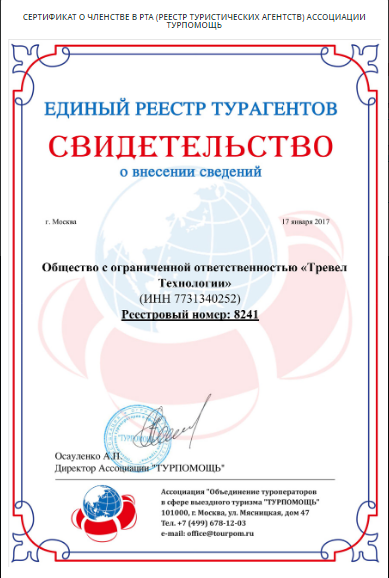 СЕРТИФИКАТ О ЧЛЕНСТВЕ В РТА (РЕЕСТР ТУРИСТИЧЕСКИХ АГЕНТСТВ) АССОЦИАЦИИ
ТУРПОМОЩЬ
ЕДИНЫЙ РЕЕСТР ТУРАГЕНТОВ
СВИДЕТЕЛЬСТВО
о внесении сведений
г. Москва 17 января 2017
Общество с ограниченной ответственностью «Тревел
Технологии»
(ИНН 7731340252)
Реестровый номер: 8241
Осауленко А.П.
Директор Ассоциации "ТУРПОМОЩЬ"
Ассоциация "Объединение туроператоров
в сфере выездного туризма "ТУРПОМОЩЬ"
101000, г. Москва, ул. Мясницкая, дом 47
Тел. +7 (499) 678-12-03
e-mail: office@tourpom.ru